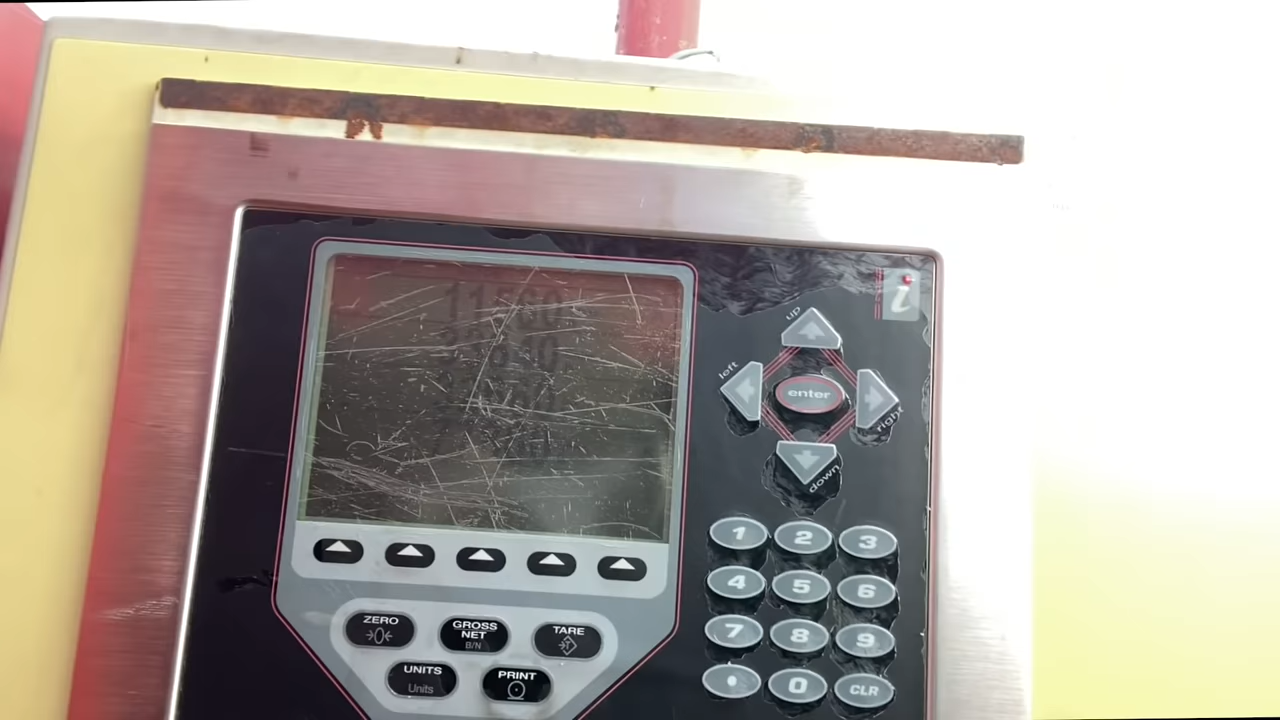 i
up
left
enter
right
down
1 2 3
4 5 6
7 8 9
. 0 CLR
ZERO
→0←
GROSS
NET
B/N
TARE
T
UNITS
Units
PRINT